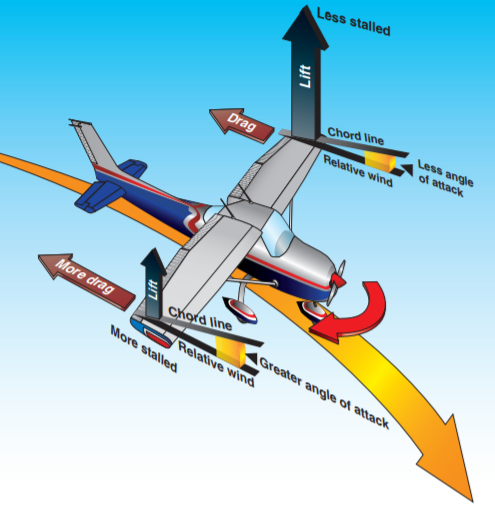 Less stalled
Lift
Drag
Chord line
Relative wind
Less angle
of attack
More drag
Lift
Chord line
More stalled
Relative wind
Greater angle of attack